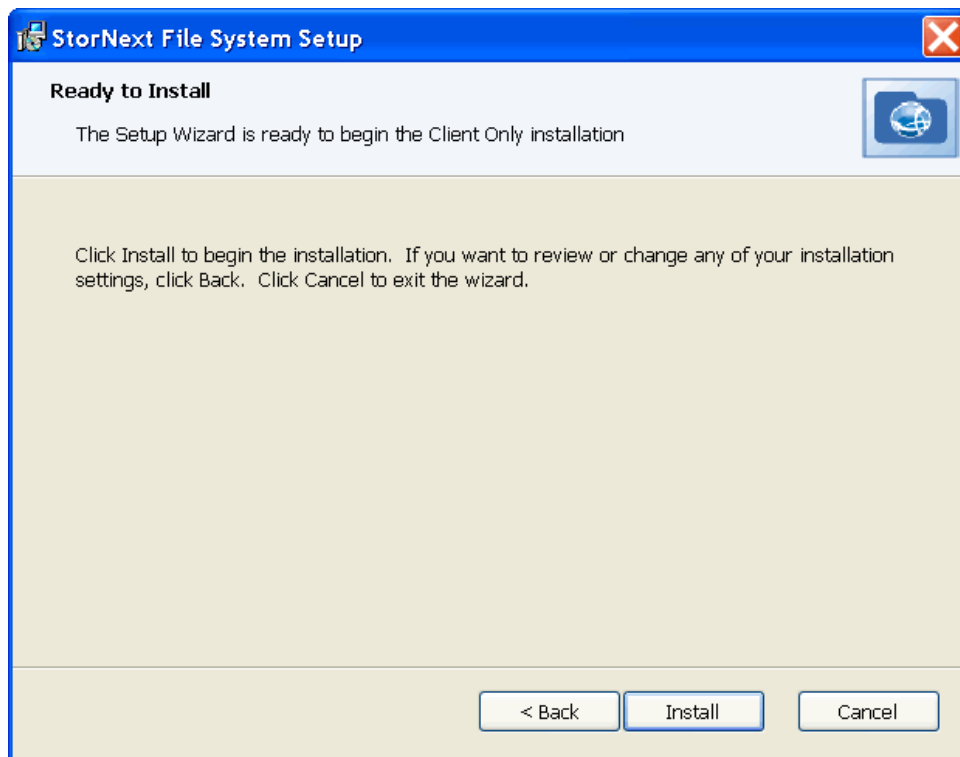 StorNext File System Setup
Ready to Install
The Setup Wizard is ready to begin the Client Only installation
Click Install to begin the installation.  If you want to review or change any of your installation
settings, click Back.  Click Cancel to exit the wizard.
< Back Install Cancel